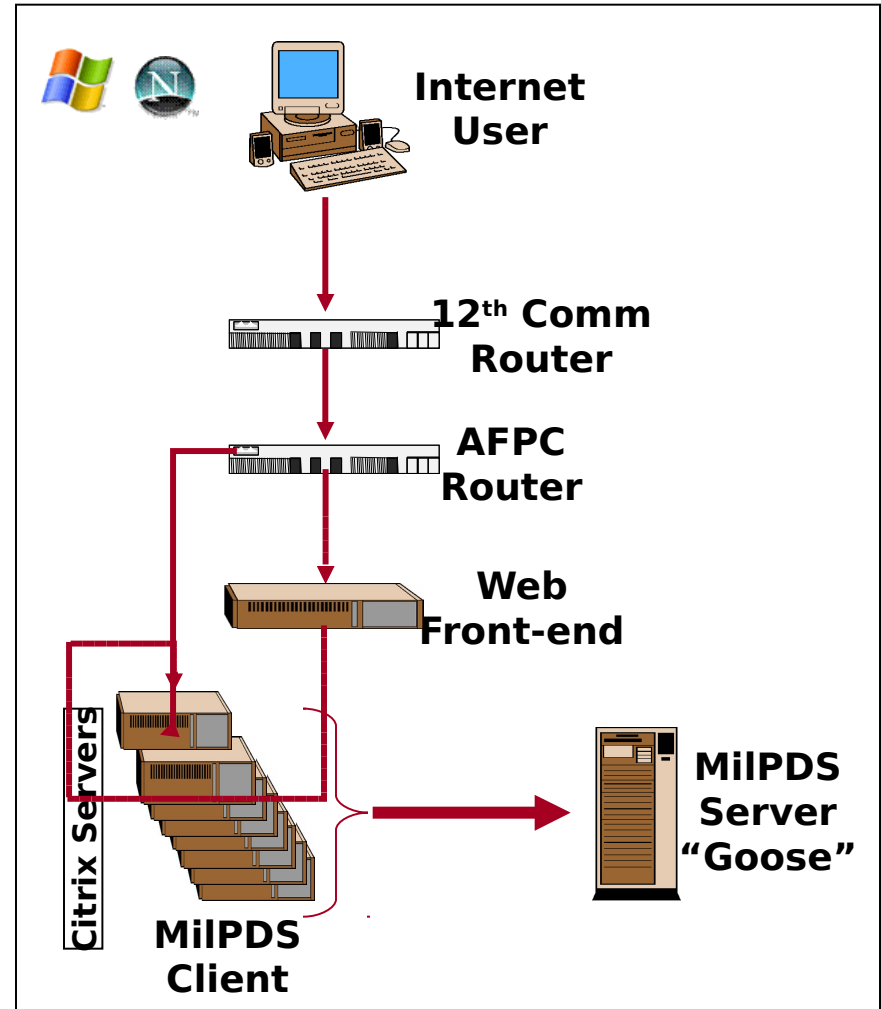 N
Internet
User
12th Comm
Router
AFPC
Router
Web
Front-end
Citrix Servers
MilPDS
Server
“Goose”
MilPDS
Client